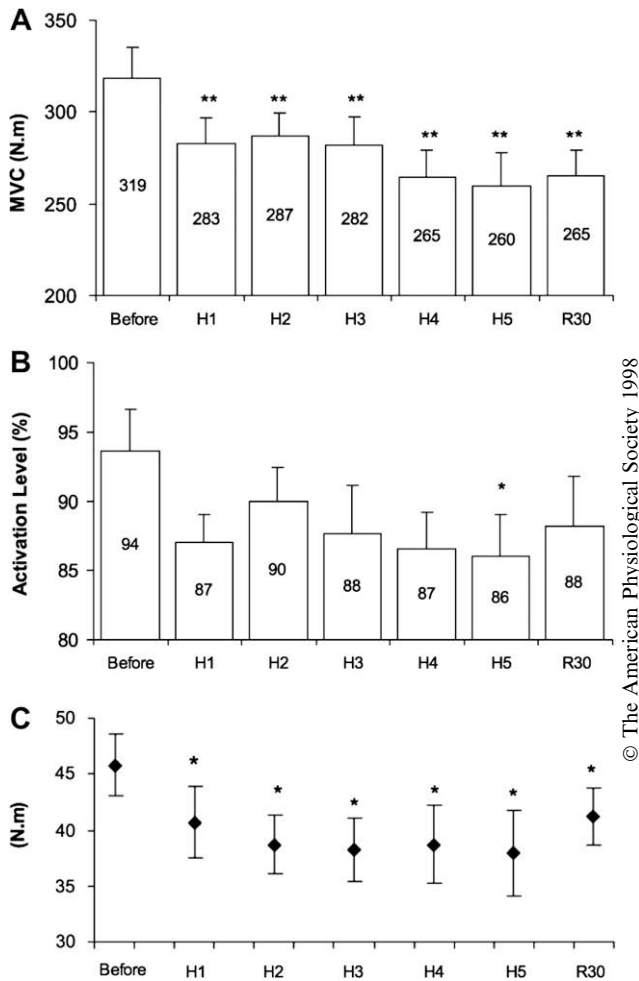 A
MVC (N.m)
350
300
250
200
** ** ** ** ** **
319 283 287 282 265 260 265
Before H1 H2 H3 H4 H5 R30
B
Activation Level (%)
100
95
90
85
80
*
94 87 90 88 87 86 88
Before H1 H2 H3 H4 H5 R30
C
(N.m)
50
45
40
35
30
* * * * * *
Before H1 H2 H3 H4 H5 R30
© The American Physiological Society 1998